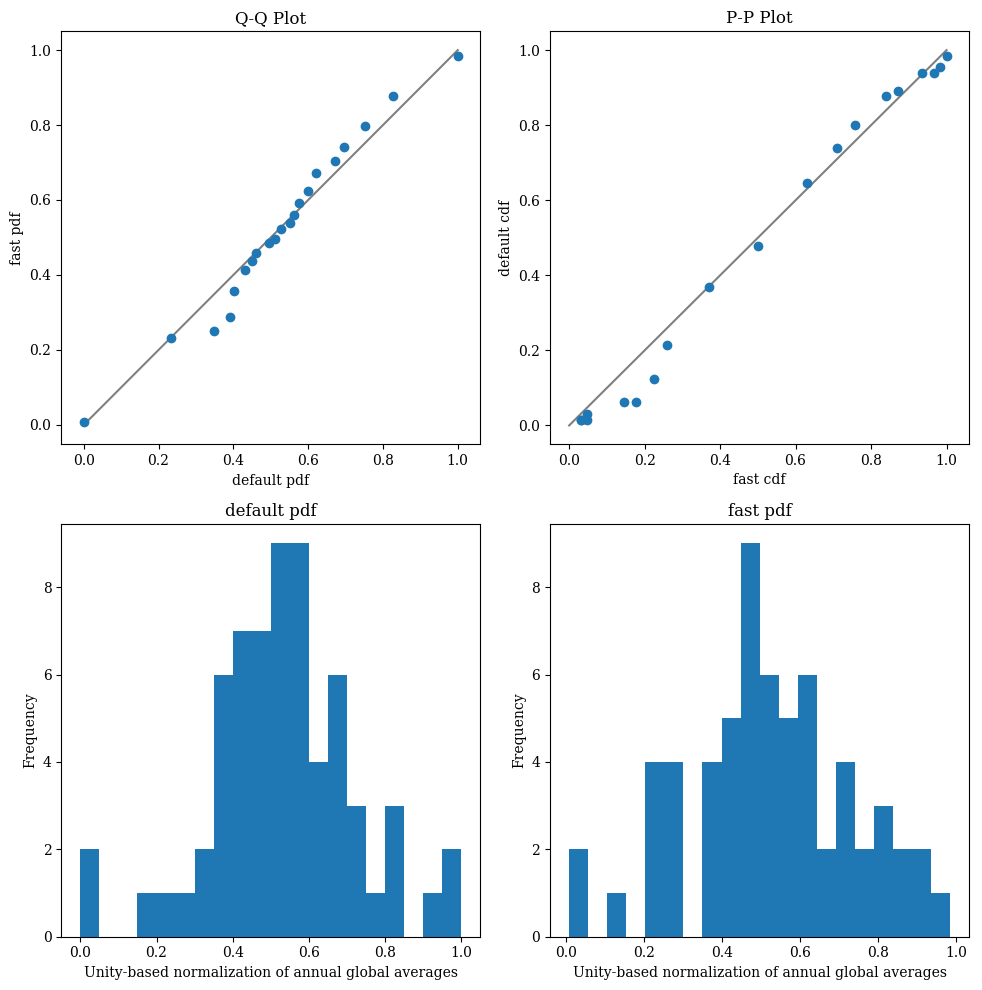 Q-Q Plot
1.0
0.8
0.6
0.4
0.2
0.0
fast pdf
0.0 0.2 0.4 0.6 0.8 1.0
default pdf
P-P Plot
1.0
0.8
0.6
0.4
0.2
0.0
default cdf
0.0 0.2 0.4 0.6 0.8 1.0
fast cdf
default pdf
8
6
4
2
0
Frequency
0.0 0.2 0.4 0.6 0.8 1.0
Unity-based normalization of annual global averages
fast pdf
8
6
4
2
0
Frequency
0.0 0.2 0.4 0.6 0.8 1.0
Unity-based normalization of annual global averages